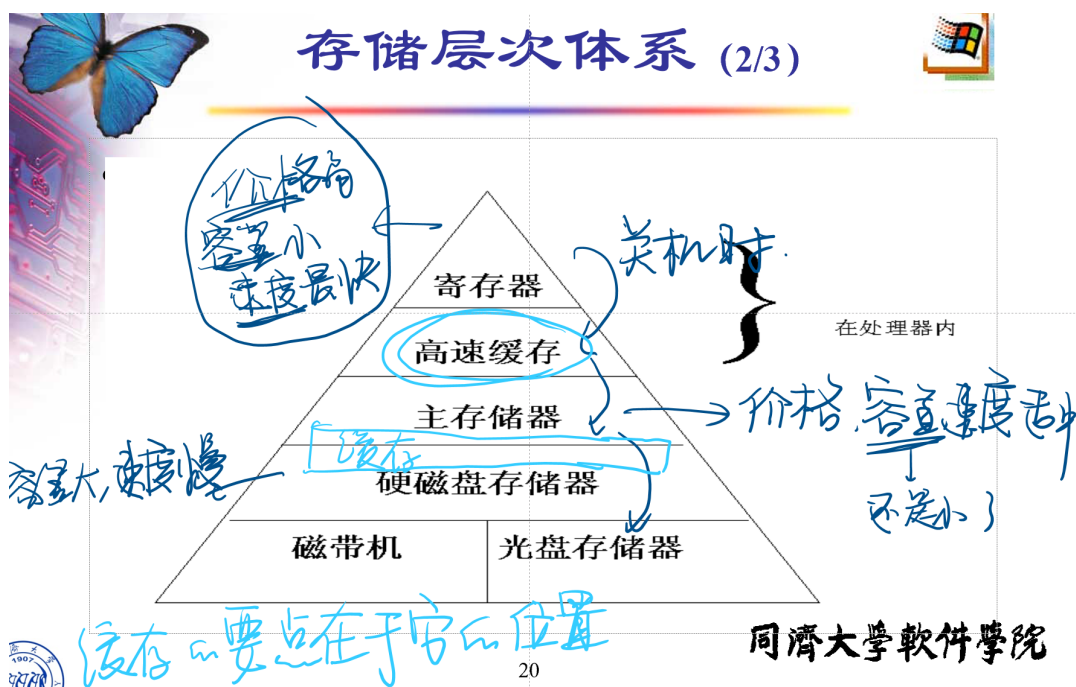 存储层次体系 (2/3)
价格高
容量小
速度最快
关机时.
寄存器
在处理器内
高速缓存
主存储器
价格.容量速度适中
还是小了
缓存
容量大,速度慢
硬磁盘存储器
磁带机
光盘存储器
缓存的要点在于它的位置
同濟大學軟件學院
1907
20